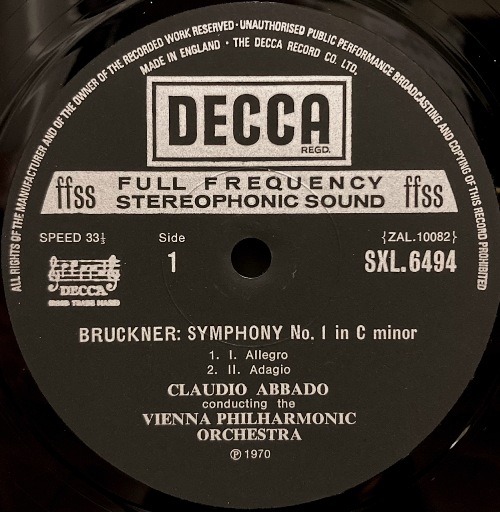 ALL RIGHTS OF THE MANUFACTURER AND OF THE OWNER OF THE RECORDED WORK RESERVED · UNAUTHORISED PUBLIC PERFORMANCE BROADCASTING AND COPYING OF THIS RECORD PROHIBITED
MADE IN ENGLAND · THE DECCA RECORD CO. LTD.
DECCA
REGD.
ffss FULL FREQUENCY STEREOPHONIC SOUND ffss
SPEED 33⅓
Side
1
{ZAL.10082}
SXL.6494
DECCA
BRUCKNER: SYMPHONY No. 1 in C minor
1. I. Allegro
2. II. Adagio
CLAUDIO ABBADO
conducting the
VIENNA PHILHARMONIC
ORCHESTRA
℗ 1970